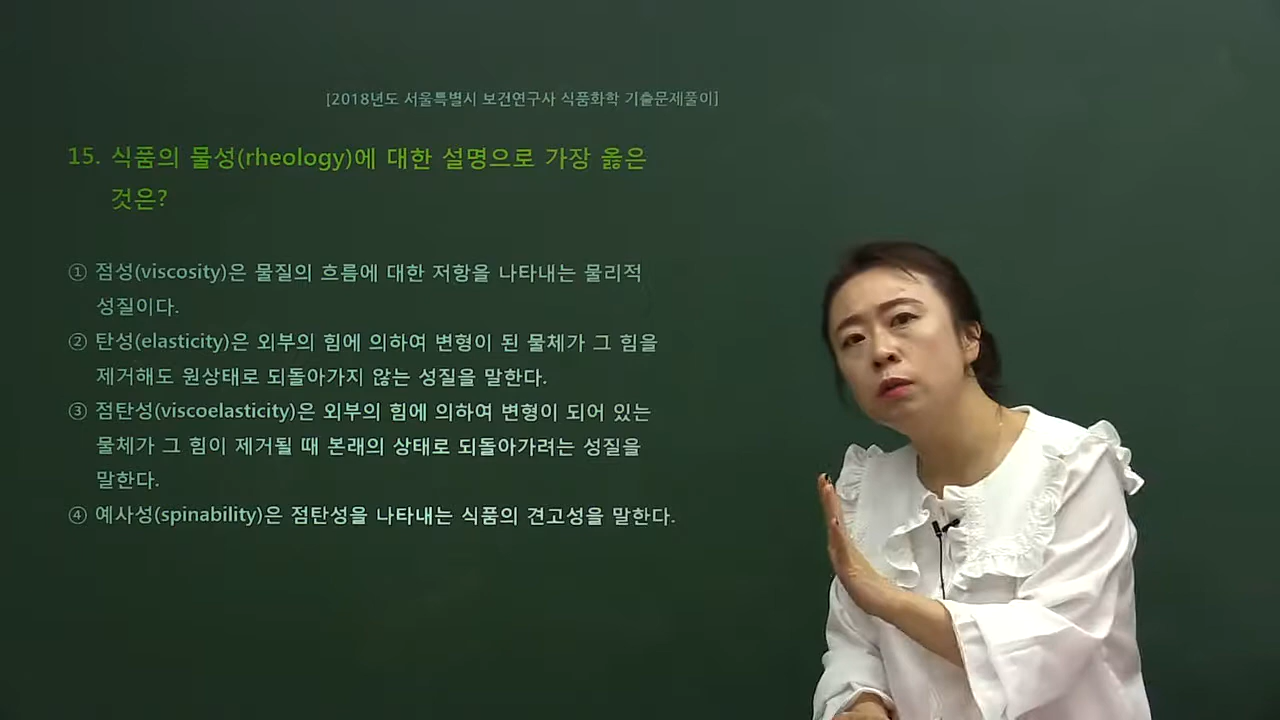 [2018년도 서울특별시 보건연구사 식품화학 기출문제풀이]
15. 식품의 물성(rheology)에 대한 설명으로 가장 옳은
것은?
① 점성(viscosity)은 물질의 흐름에 대한 저항을 나타내는 물리적
성질이다.
② 탄성(elasticity)은 외부의 힘에 의하여 변형이 된 물체가 그 힘을
제거해도 원상태로 되돌아가지 않는 성질을 말한다.
③ 점탄성(viscoelasticity)은 외부의 힘에 의하여 변형이 되어 있는
물체가 그 힘이 제거될 때 본래의 상태로 되돌아가려는 성질을
말한다.
④ 예사성(spinability)은 점탄성을 나타내는 식품의 견고성을 말한다.